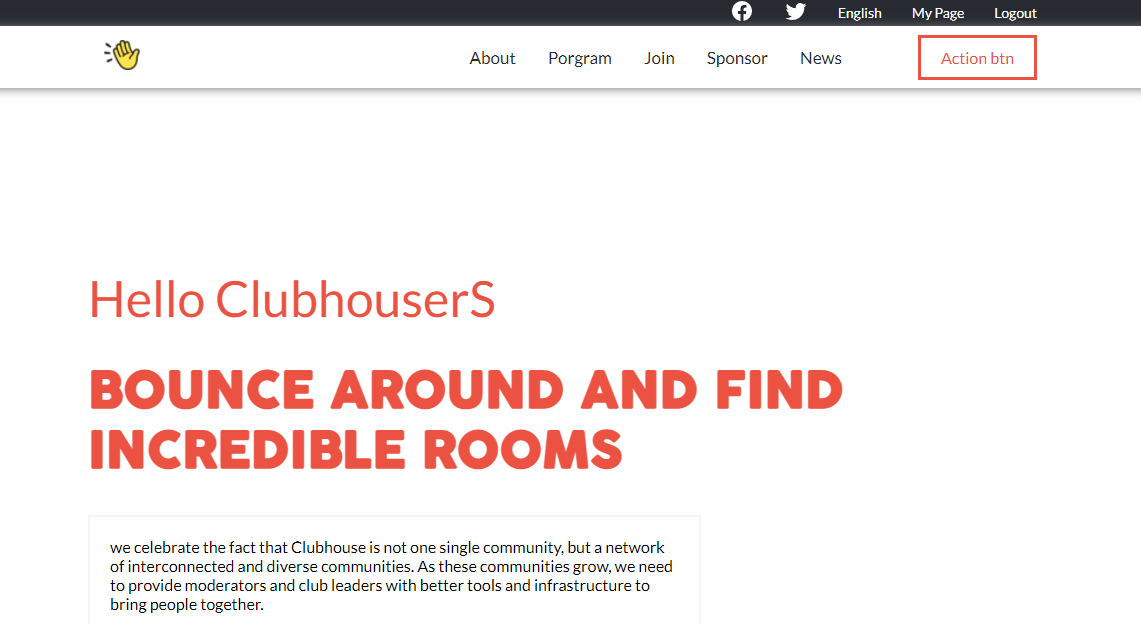 English My Page Logout
About Porgram Join Sponsor News Action btn
Hello ClubhouserS
BOUNCE AROUND AND FIND
INCREDIBLE ROOMS
we celebrate the fact that Clubhouse is not one single community, but a network
of interconnected and diverse communities. As these communities grow, we need
to provide moderators and club leaders with better tools and infrastructure to
bring people together.